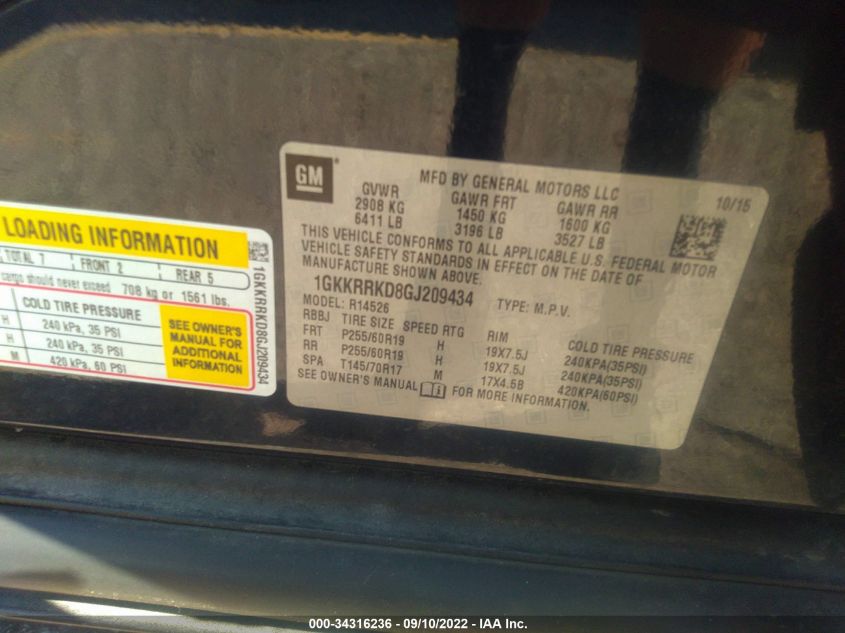 LOADING INFORMATION
TOTAL 7 FRONT 2 REAR 5
cargo should never exceed 708 kg or 1561 lbs.
COLD TIRE PRESSURE
H 240 kPa, 35 PSI
H 240 kPa, 35 PSI
M 420 kPa, 60 PSI
SEE OWNER'S
MANUAL FOR
ADDITIONAL
INFORMATION
1GKKRRKD8GJ209434
GM
MFD BY GENERAL MOTORS LLC 10/15
GVWR GAWR FRT GAWR RR
2908 KG 1450 KG 1600 KG
6411 LB 3196 LB 3527 LB
THIS VEHICLE CONFORMS TO ALL APPLICABLE U.S. FEDERAL MOTOR
VEHICLE SAFETY STANDARDS IN EFFECT ON THE DATE OF
MANUFACTURE SHOWN ABOVE.
1GKKRRKD8GJ209434 TYPE: M.P.V.
MODEL: R14526
RBBJ TIRE SIZE SPEED RTG RIM COLD TIRE PRESSURE
FRT P255/60R19 H 19X7.5J 240KPA(35PSI)
RR P255/60R19 H 19X7.5J 240KPA(35PSI)
SPA T145/70R17 M 17X4.5B 420KPA(60PSI)
SEE OWNER'S MANUAL FOR MORE INFORMATION.
000-34316236 - 09/10/2022 - IAA Inc.